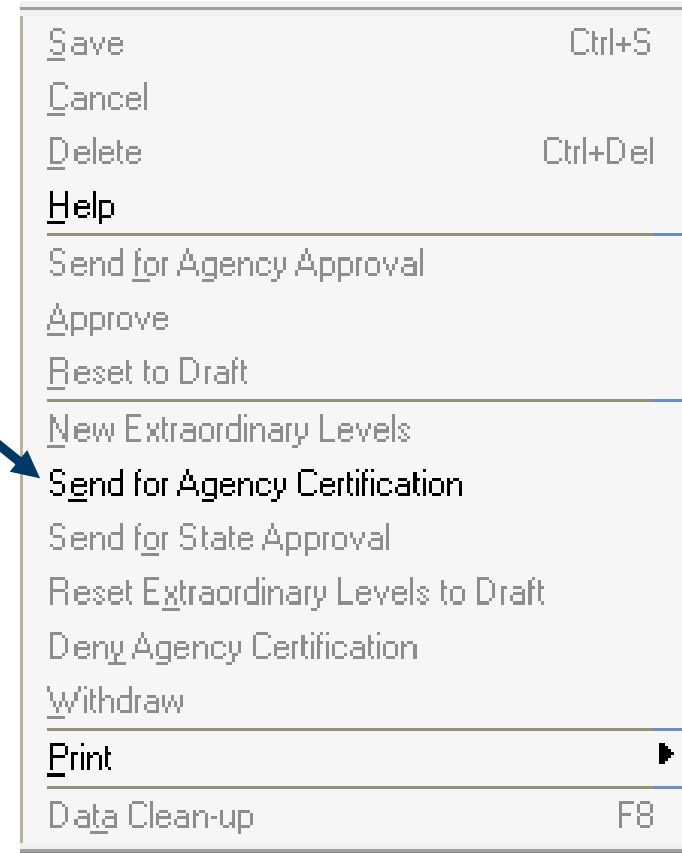 Save Ctrl+S
Cancel
Delete Ctrl+Del
Help
Send for Agency Approval
Approve
Reset to Draft
New Extraordinary Levels
Send for Agency Certification
Send for State Approval
Reset Extraordinary Levels to Draft
Deny Agency Certification
Withdraw
Print
Data Clean-up F8